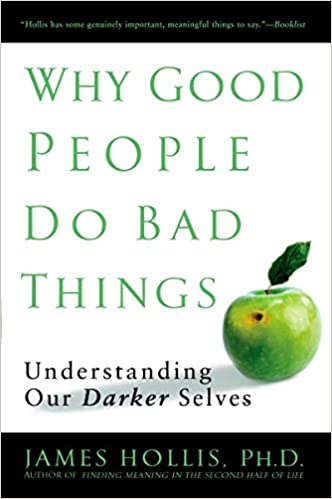 "Hollis has some genuinely important, meaningful things to say."—Booklist
WHY GOOD
PEOPLE
DO BAD
THINGS
Understanding
Our Darker Selves
JAMES HOLLIS, PH.D.
AUTHOR OF FINDING MEANING IN THE SECOND HALF OF LIFE